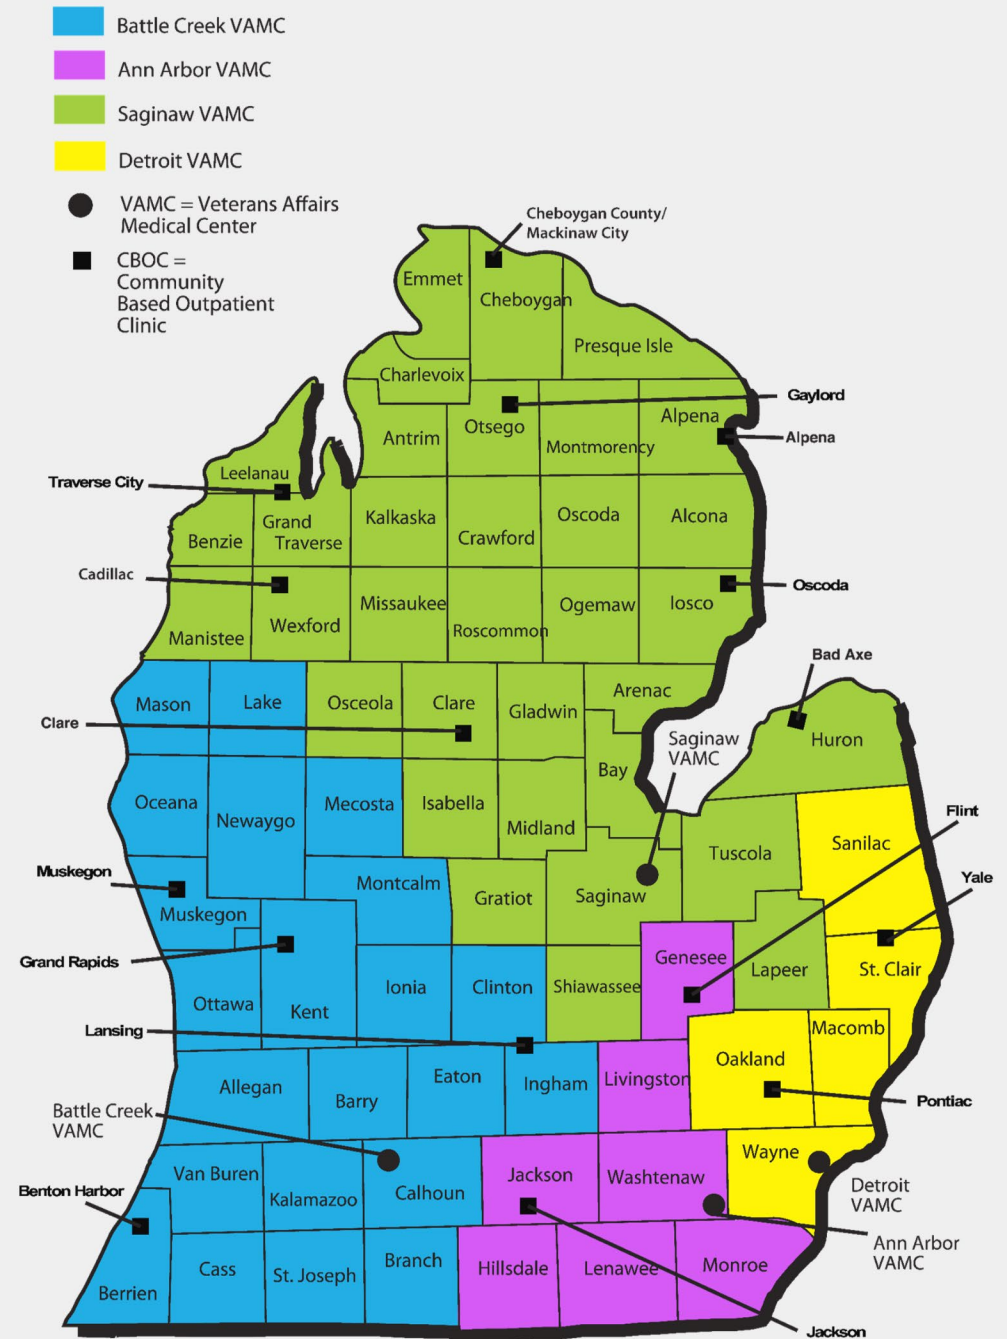 Battle Creek VAMC
Ann Arbor VAMC
Saginaw VAMC
Detroit VAMC
VAMC = Veterans Affairs
Medical Center
CBOC =
Community
Based Outpatient
Clinic
Cheboygan County/
Mackinaw City
Emmet
Cheboygan
Presque Isle
Charlevoix
Gaylord
Alpena
Otsego
Antrim
Montmorency
Alpena
Leelanau
Traverse City
Grand
Traverse
Kalkaska
Oscoda
Alcona
Crawford
Benzie
Cadillac
Oscoda
Missaukee
Ogemaw
Iosco
Wexford
Roscommon
Manistee
Bad Axe
Arenac
Mason
Lake
Osceola
Clare
Gladwin
Clare
Saginaw
VAMC
Huron
Bay
Oceana
Mecosta
Isabella
Newaygo
Midland
Flint
Sanilac
Tuscola
Muskegon
Yale
Montcalm
Gratiot
Saginaw
Muskegon
Grand Rapids
Genesee
Lapeer
St. Clair
Ottawa
Kent
Ionia
Clinton
Shiawassee
Lansing
Macomb
Oakland
Allegan
Barry
Eaton
Ingham
Livingston
Pontiac
Battle Creek
VAMC
Wayne
Van Buren
Jackson
Washtenaw
Benton Harbor
Kalamazoo
Calhoun
Detroit
VAMC
Ann Arbor
VAMC
Cass
St. Joseph
Branch
Hillsdale
Lenawee
Monroe
Berrien
Jackson